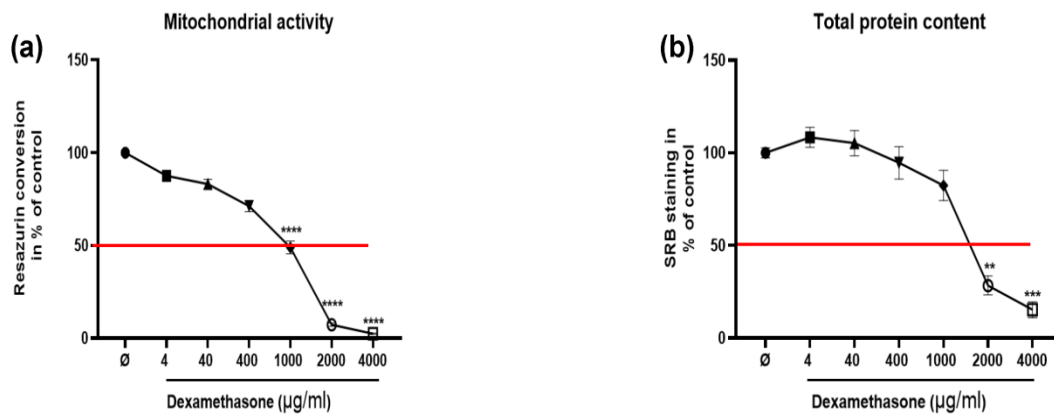 (a)
Mitochondrial activity
Resazurin conversion
in % of control
150
100
50
0
****
****
****
Ø 4 40 400 1000 2000 4000
Dexamethasone (µg/ml)
(b)
Total protein content
SRB staining in
% of control
150
100
50
0
**
***
Ø 4 40 400 1000 2000 4000
Dexamethasone (µg/ml)